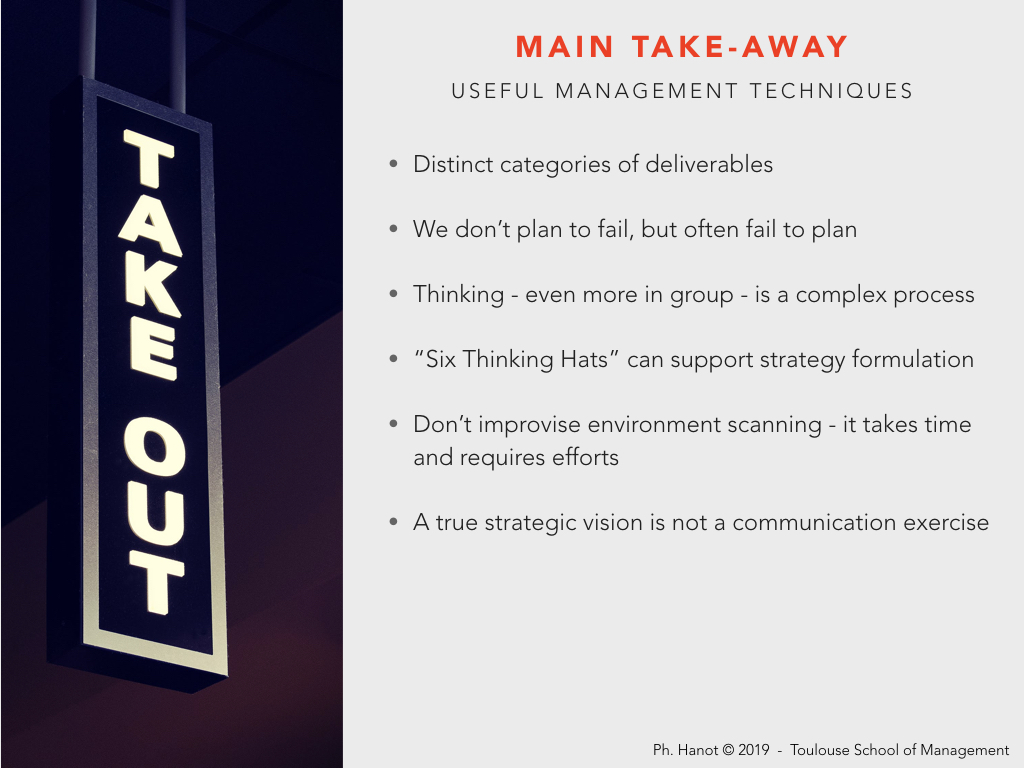 TAKE OUT
MAIN TAKE-AWAY
USEFUL MANAGEMENT TECHNIQUES
• Distinct categories of deliverables
• We don’t plan to fail, but often fail to plan
• Thinking - even more in group - is a complex process
• “Six Thinking Hats” can support strategy formulation
• Don’t improvise environment scanning - it takes time
and requires efforts
• A true strategic vision is not a communication exercise
Ph. Hanot © 2019 - Toulouse School of Management